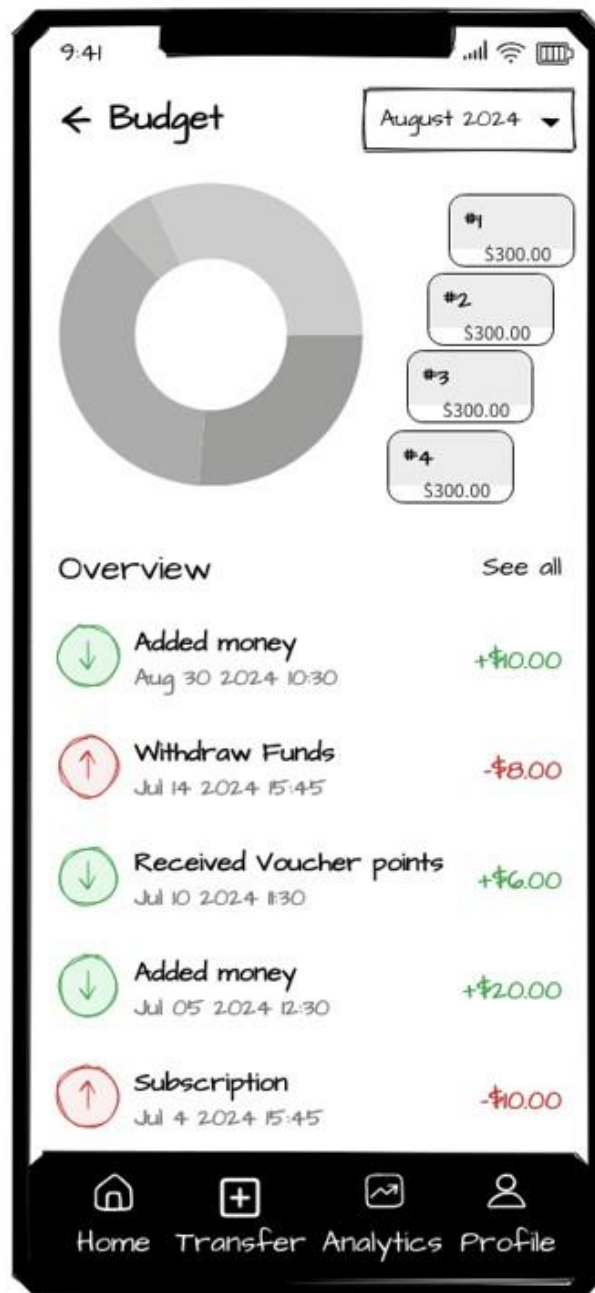 9:41
← Budget
August 2024
#1
$300.00
#2
$300.00
#3
$300.00
#4
$300.00
Overview
See all
Added money
+$10.00
Aug 30 2024 10:30
Withdraw Funds
-$8.00
Jul 14 2024 15:45
Received Voucher points
+$6.00
Jul 10 2024 11:30
Added money
+$20.00
Jul 05 2024 12:30
Subscription
-$10.00
Jul 4 2024 15:45
Home Transfer Analytics Profile